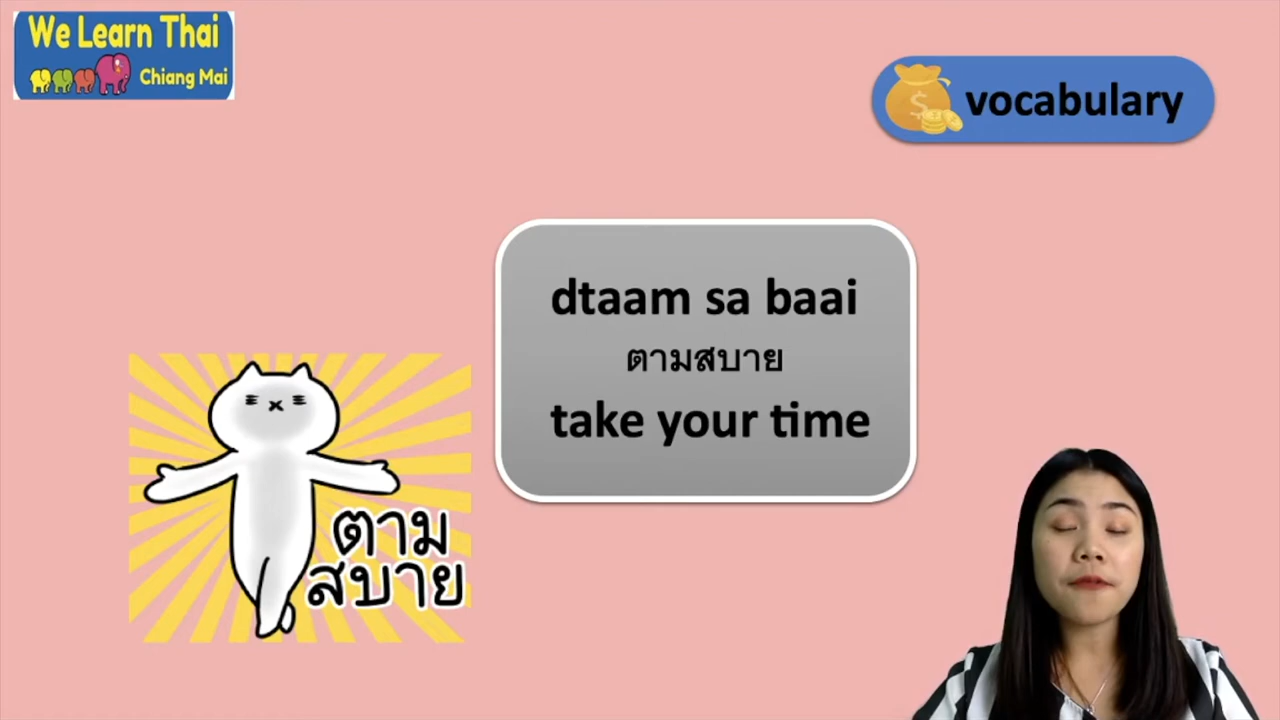 We Learn Thai
Chiang Mai
vocabulary
dtaam sa baai
ตามสบาย
take your time
ตาม
สบาย